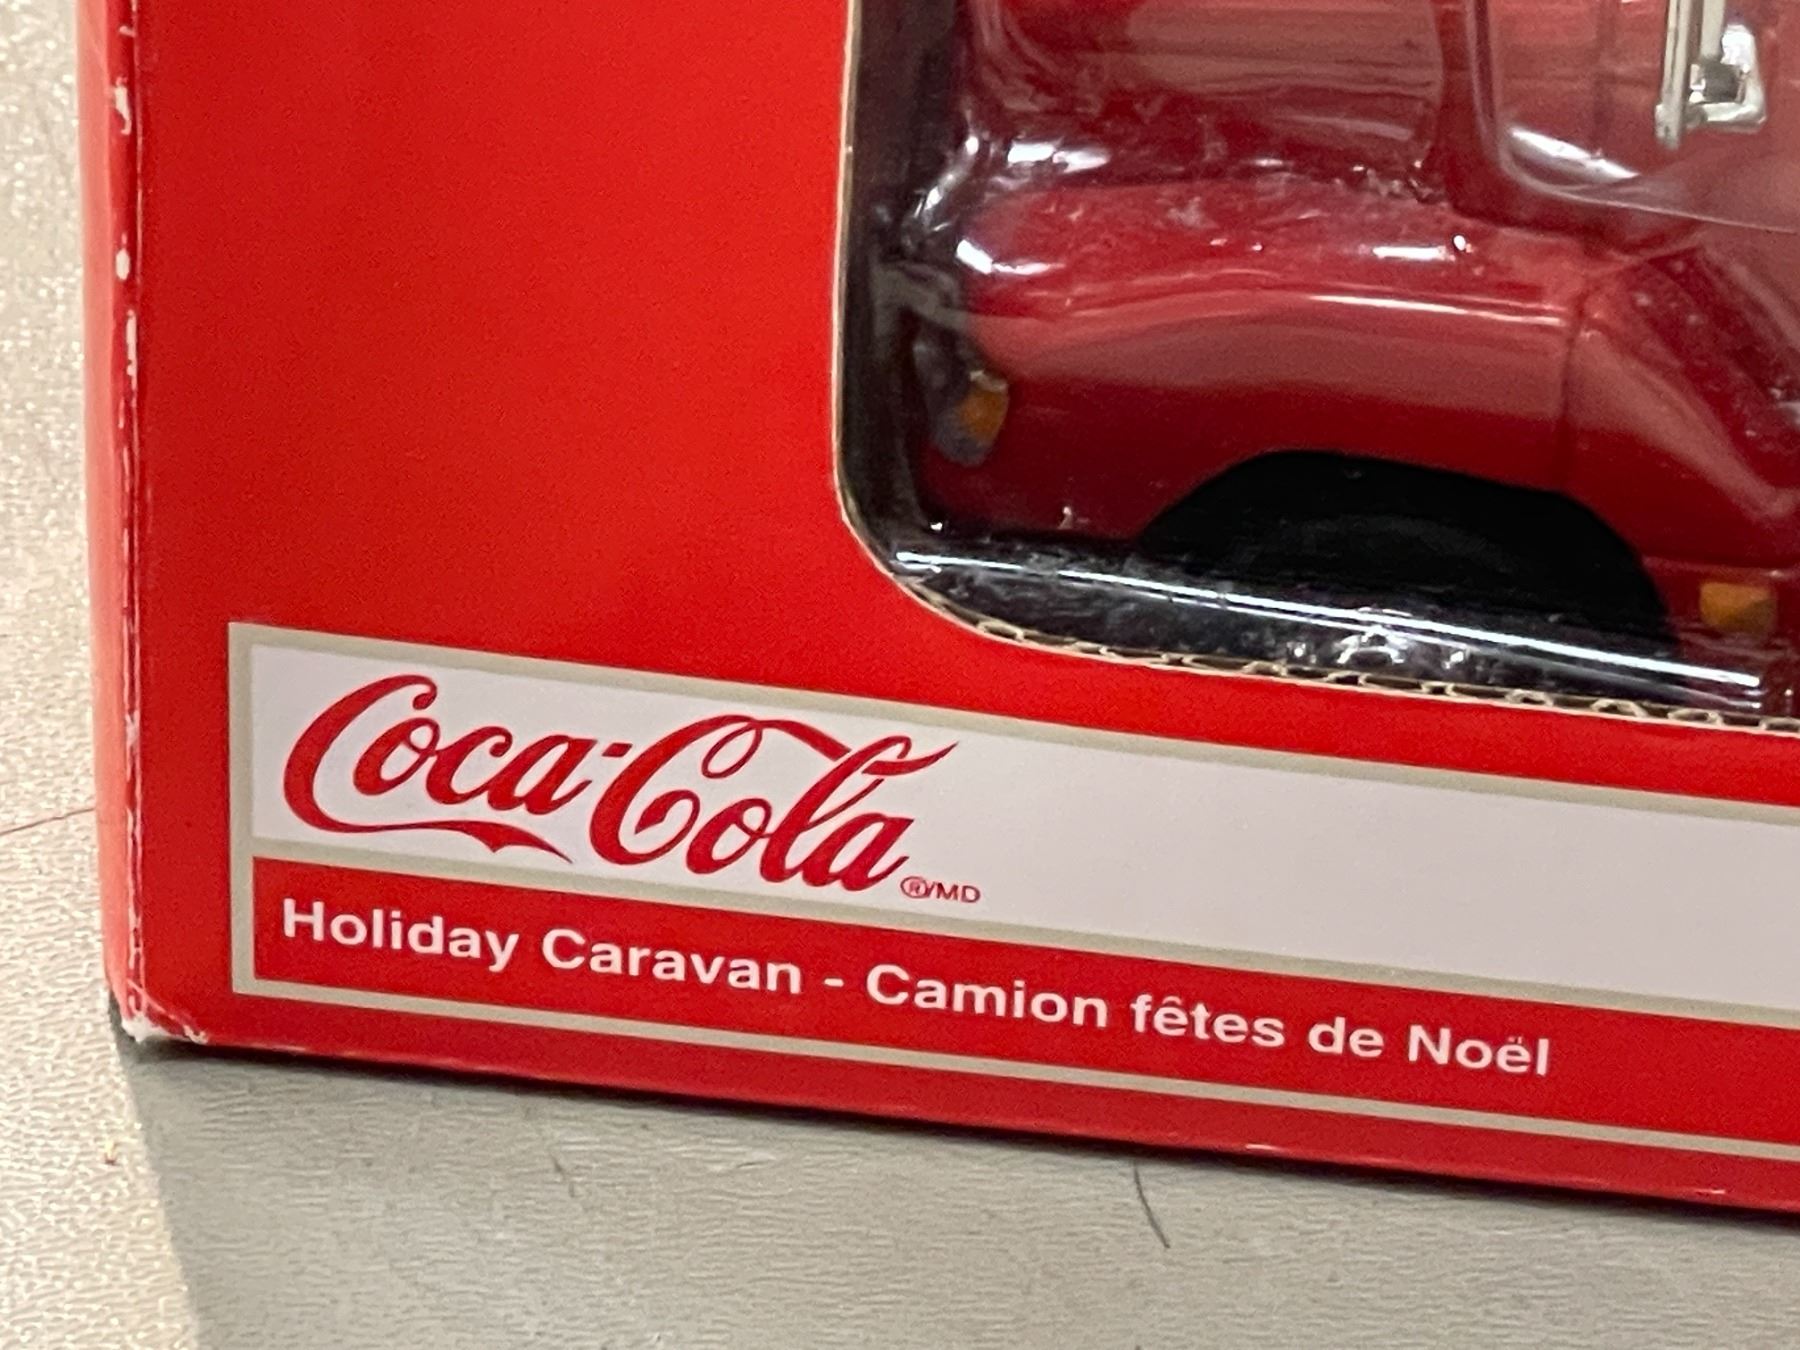 Coca-Cola
®/MD
Holiday Caravan - Camion fêtes de Noël